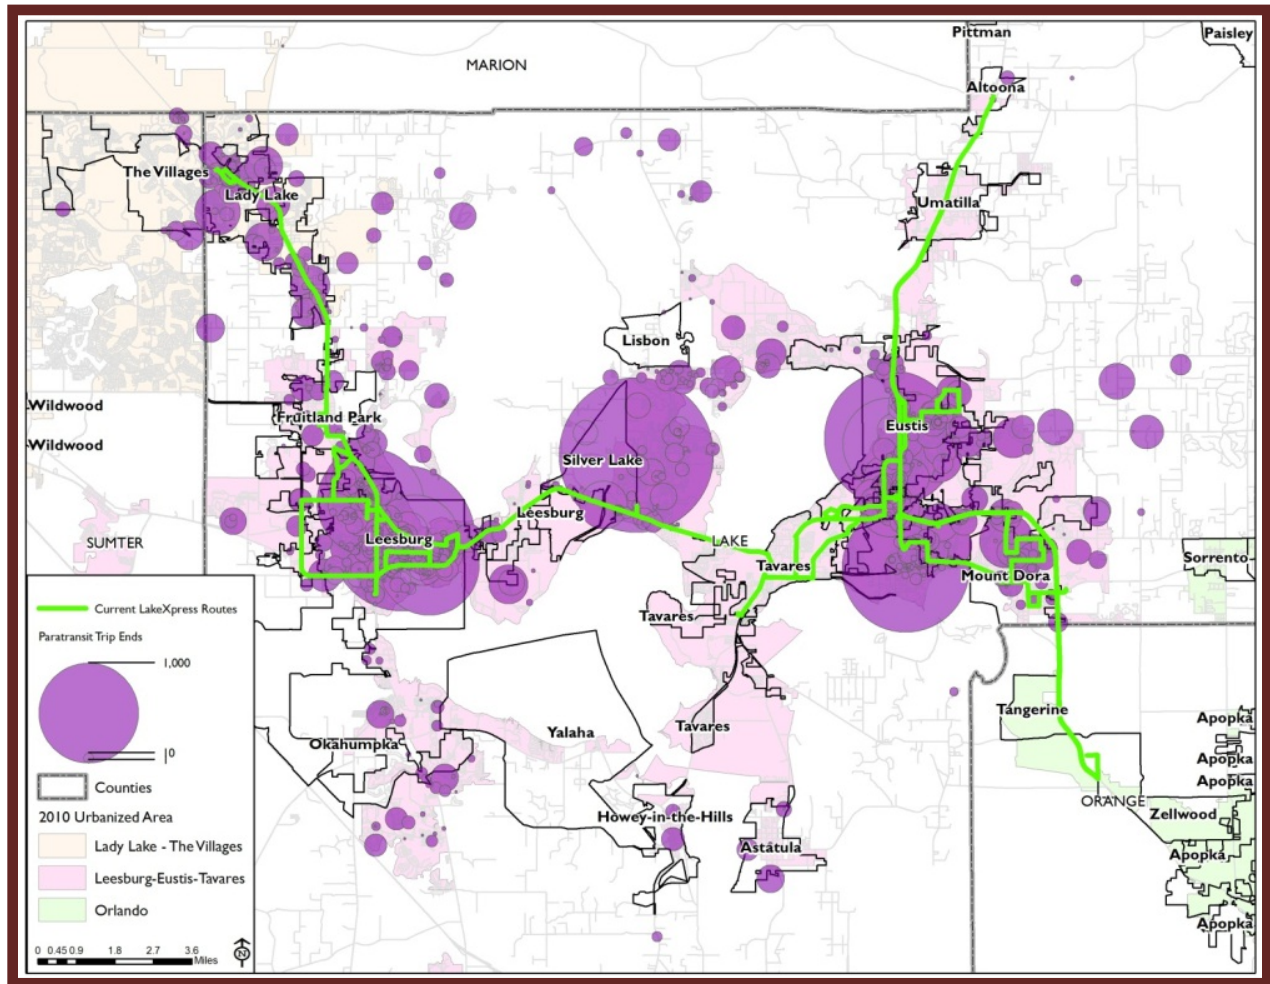 Pittman
Paisley
MARION
Altoona
The Villages
Lady Lake
Umatilla
Lisbon
Wildwood
Fruitland Park
Eustis
Wildwood
Silver Lake
Leesburg
Leesburg
LAKE
SUMTER
Sorrento
Tavares
Mount Dora
Tavares
Tangerine
Apopka
Tavares
Yalaha
Okahumpka
Apopka
Apopka
ORANGE
Howey-in-the-Hills
Zellwood
Astatula
Apopka
Apopka
Current LakeXpress Routes
Paratransit Trip Ends
1,000
0
Counties
2010 Urbanized Area
Lady Lake - The Villages
Leesburg-Eustis-Tavares
Orlando
0 0.45 0.9 1.8 2.7 3.6
Miles
N